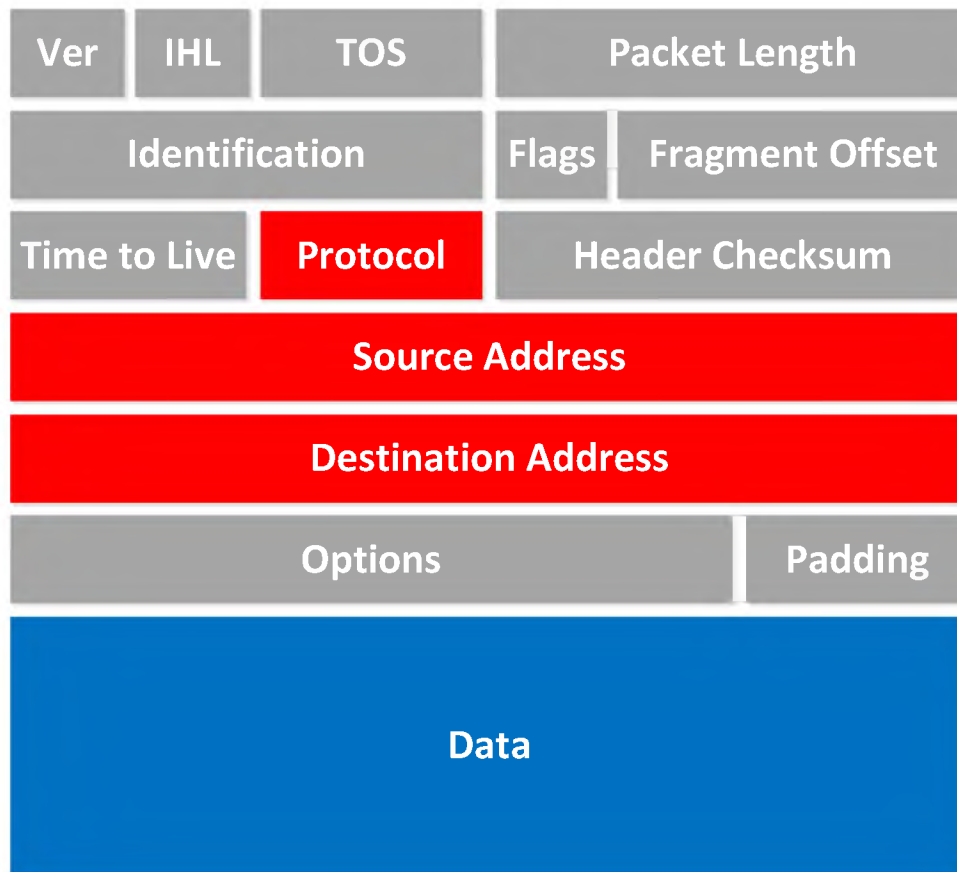 Ver IHL TOS Packet Length
Identification Flags Fragment Offset
Time to Live Protocol Header Checksum
Source Address
Destination Address
Options Padding
Data